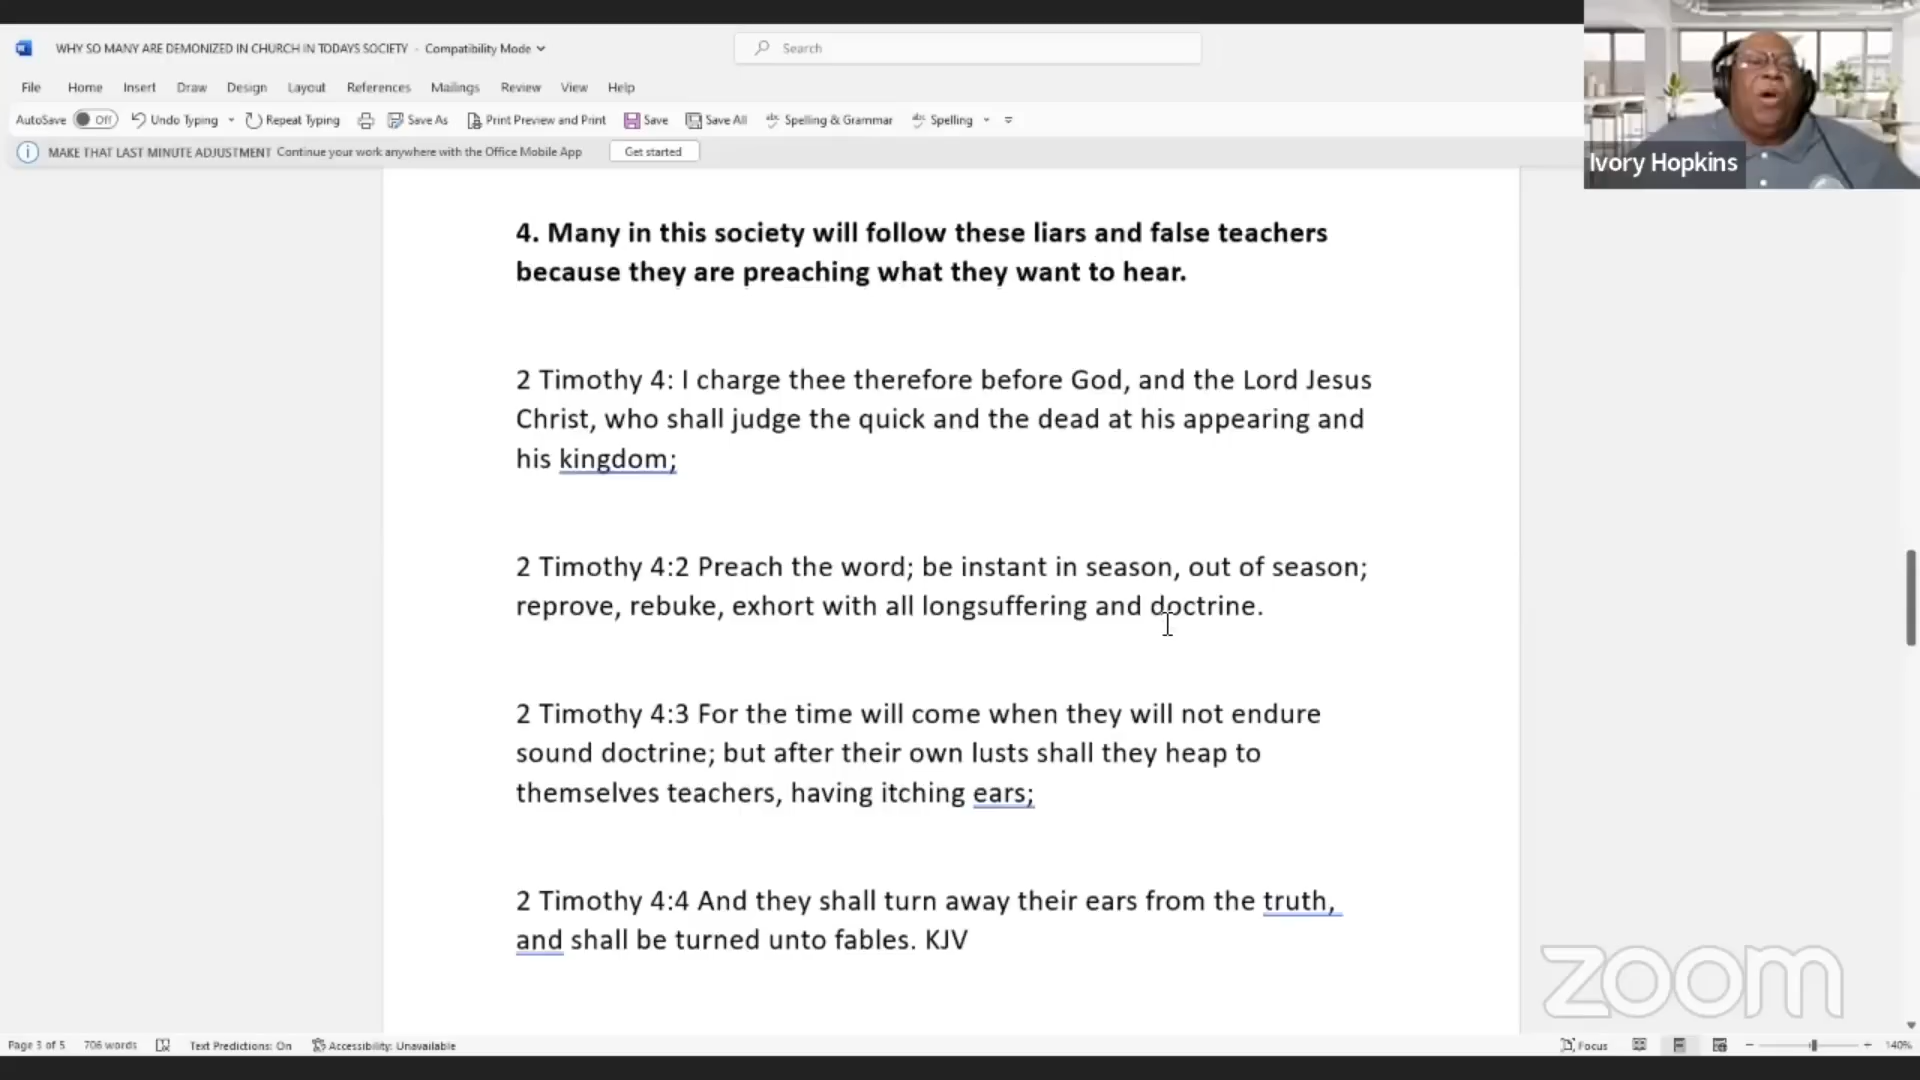 WHY SO MANY ARE DEMONIZED IN CHURCH IN TODAYS SOCIETY - Compatibility Mode
Search
File Home Insert Draw Design Layout References Mailings Review View Help
AutoSave Off Undo Typing Repeat Typing Save As Print Preview and Print Save Save All Spelling & Grammar Spelling
MAKE THAT LAST MINUTE ADJUSTMENT Continue your work anywhere with the Office Mobile App Get started
Ivory Hopkins
4. Many in this society will follow these liars and false teachers
because they are preaching what they want to hear.
2 Timothy 4: I charge thee therefore before God, and the Lord Jesus
Christ, who shall judge the quick and the dead at his appearing and
his kingdom;
2 Timothy 4:2 Preach the word; be instant in season, out of season;
reprove, rebuke, exhort with all longsuffering and doctrine.
2 Timothy 4:3 For the time will come when they will not endure
sound doctrine; but after their own lusts shall they heap to
themselves teachers, having itching ears;
2 Timothy 4:4 And they shall turn away their ears from the truth,
and shall be turned unto fables. KJV
zoom
Page 3 of 5 706 words Text Predictions: On Accessibility: Unavailable Focus 140%